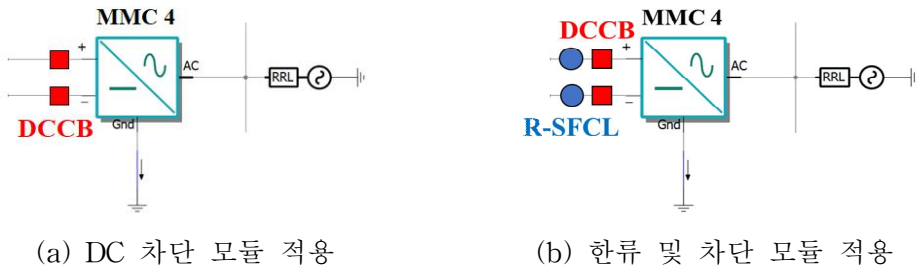 MMC 4
+
AC
RRL
−
DCCB
Gnd
(a) DC 차단 모듈 적용
MMC 4
DCCB
+
AC
RRL
−
R-SFCL
Gnd
(b) 한류 및 차단 모듈 적용